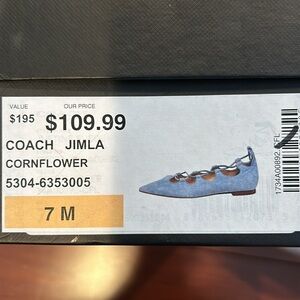 VALUE OUR PRICE
$195 $109.99
COACH JIMLA
CORNFLOWER
5304-6353005
7 M